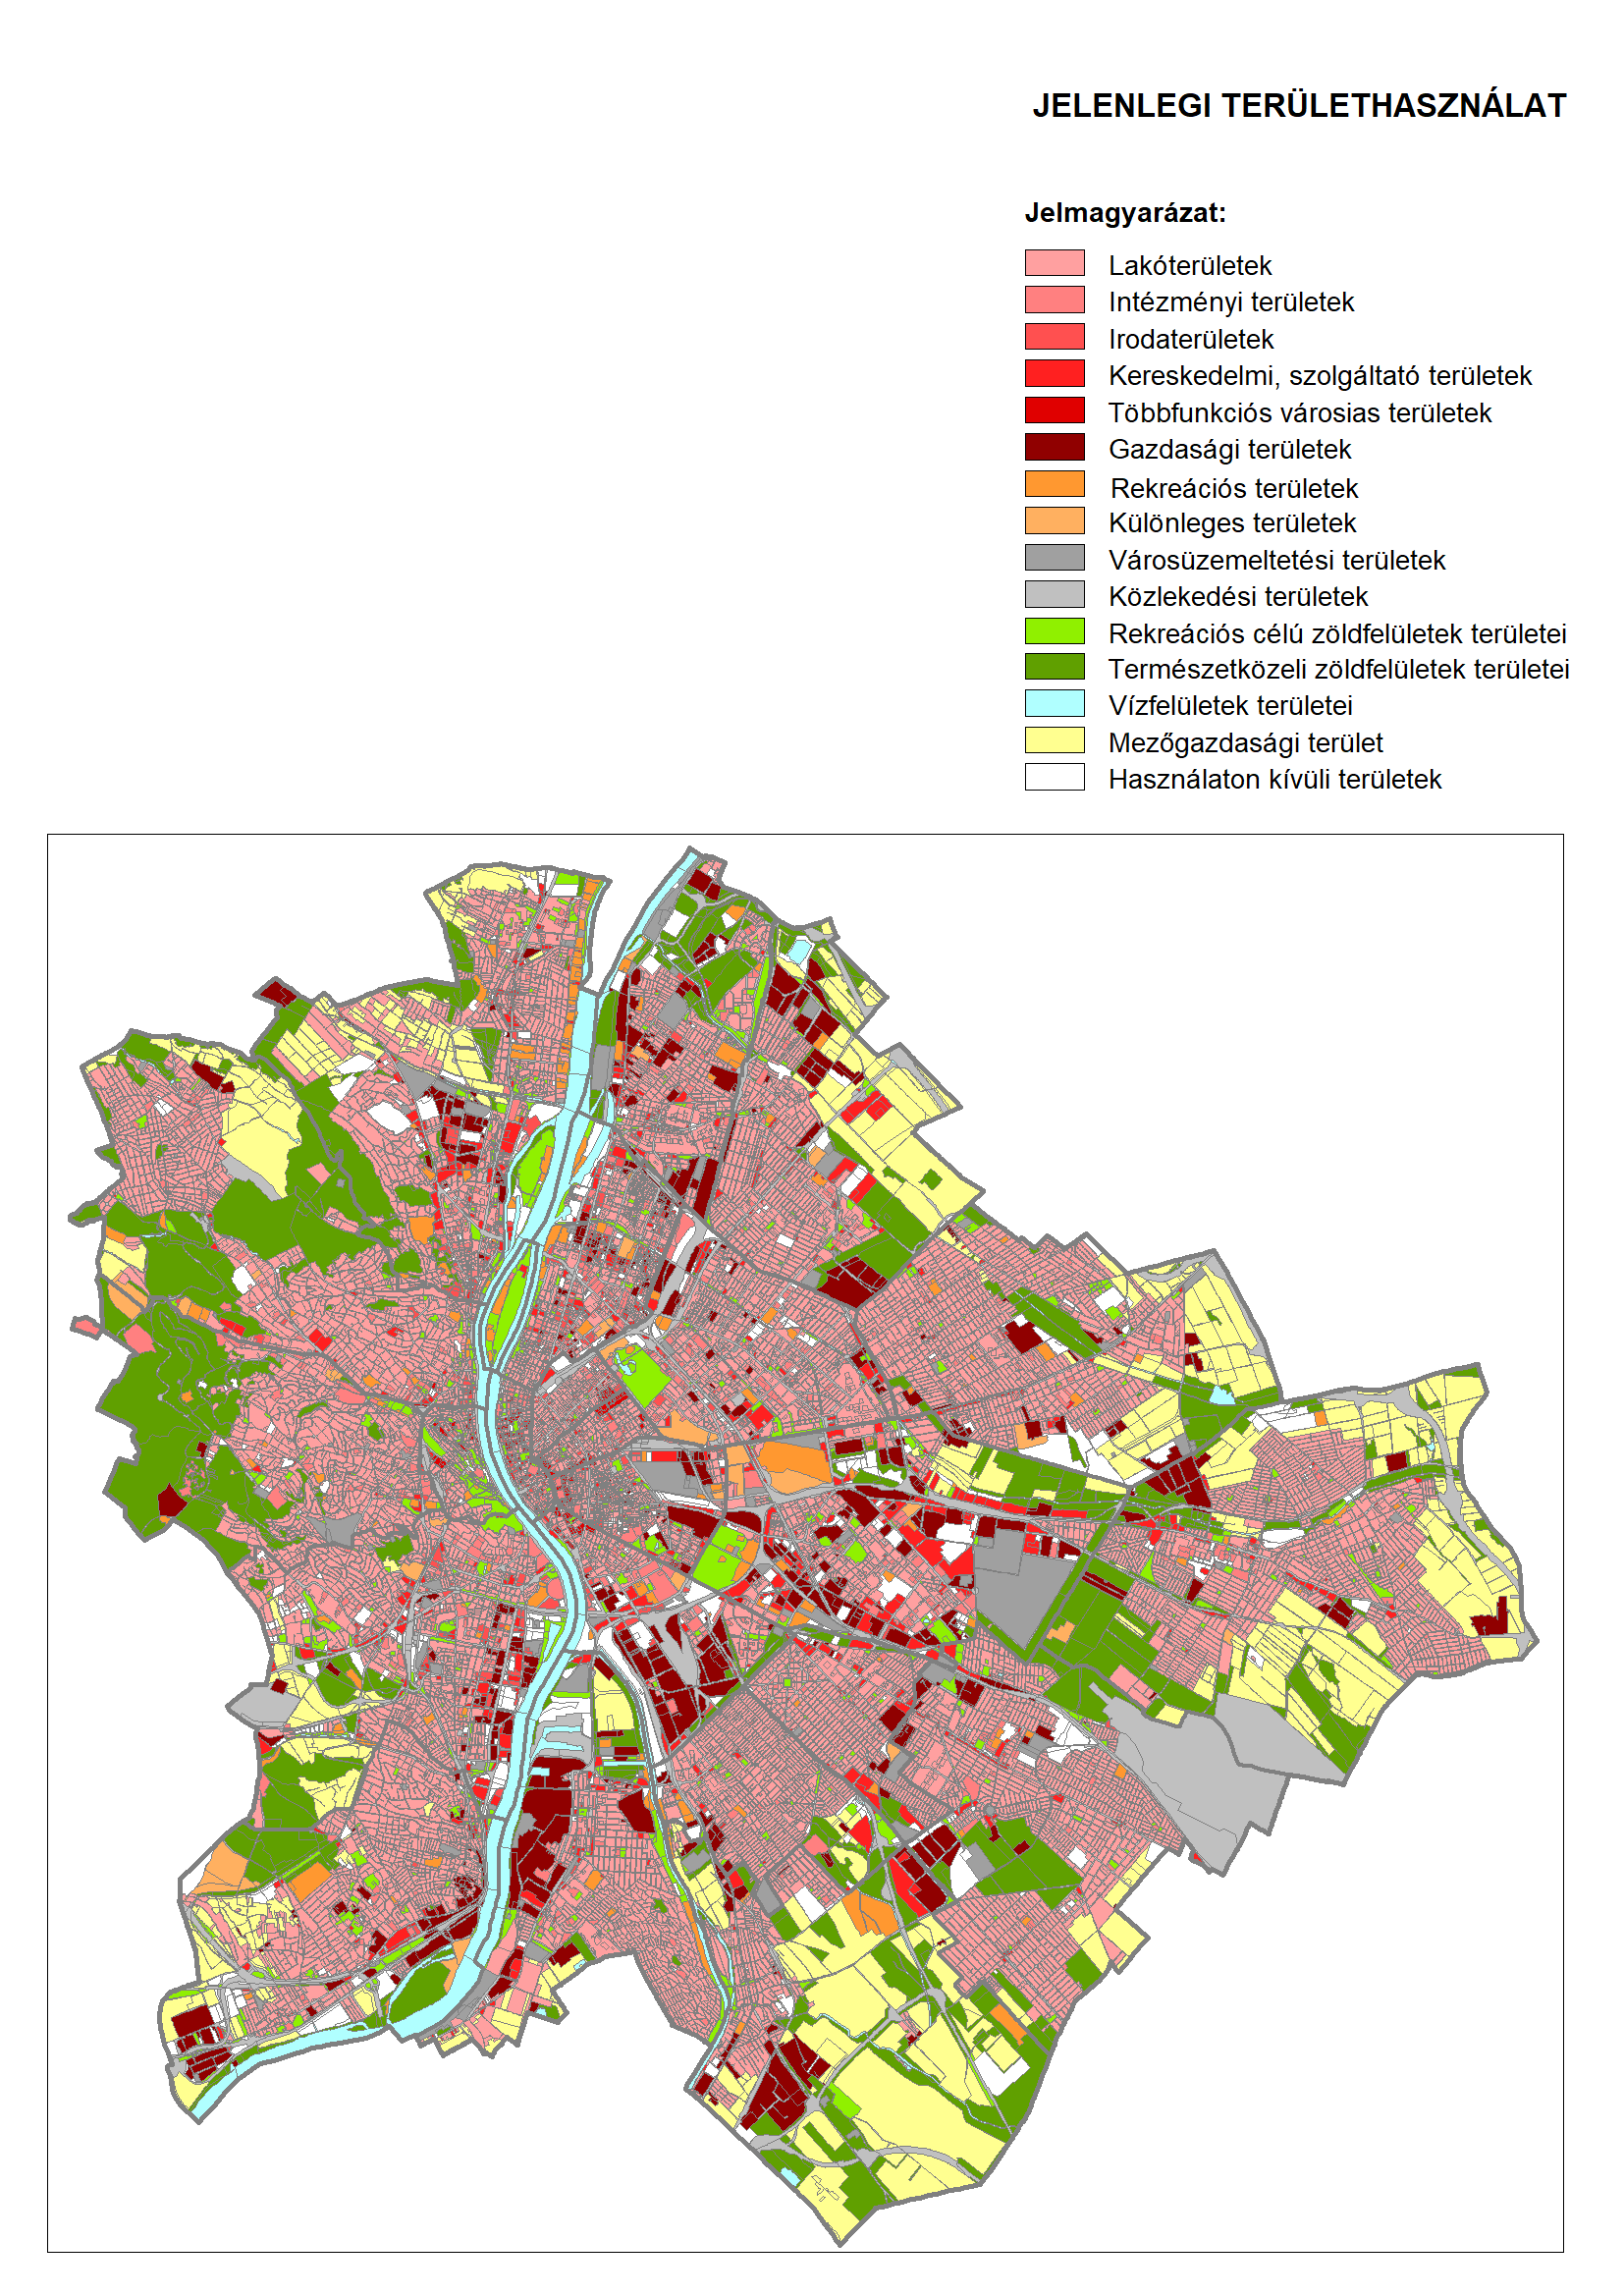 JELENLEGI TERÜLETHASZNÁLAT
Jelmagyarázat:
Lakóterületek
Intézményi területek
Irodaterületek
Kereskedelmi, szolgáltató területek
Többfunkciós városias területek
Gazdasági területek
Rekreációs területek
Különleges területek
Városüzemeltetési területek
Közlekedési területek
Rekreációs célú zöldfelületek területei
Természetközeli zöldfelületek területei
Vízfelületek területei
Mezőgazdasági terület
Használaton kívüli területek